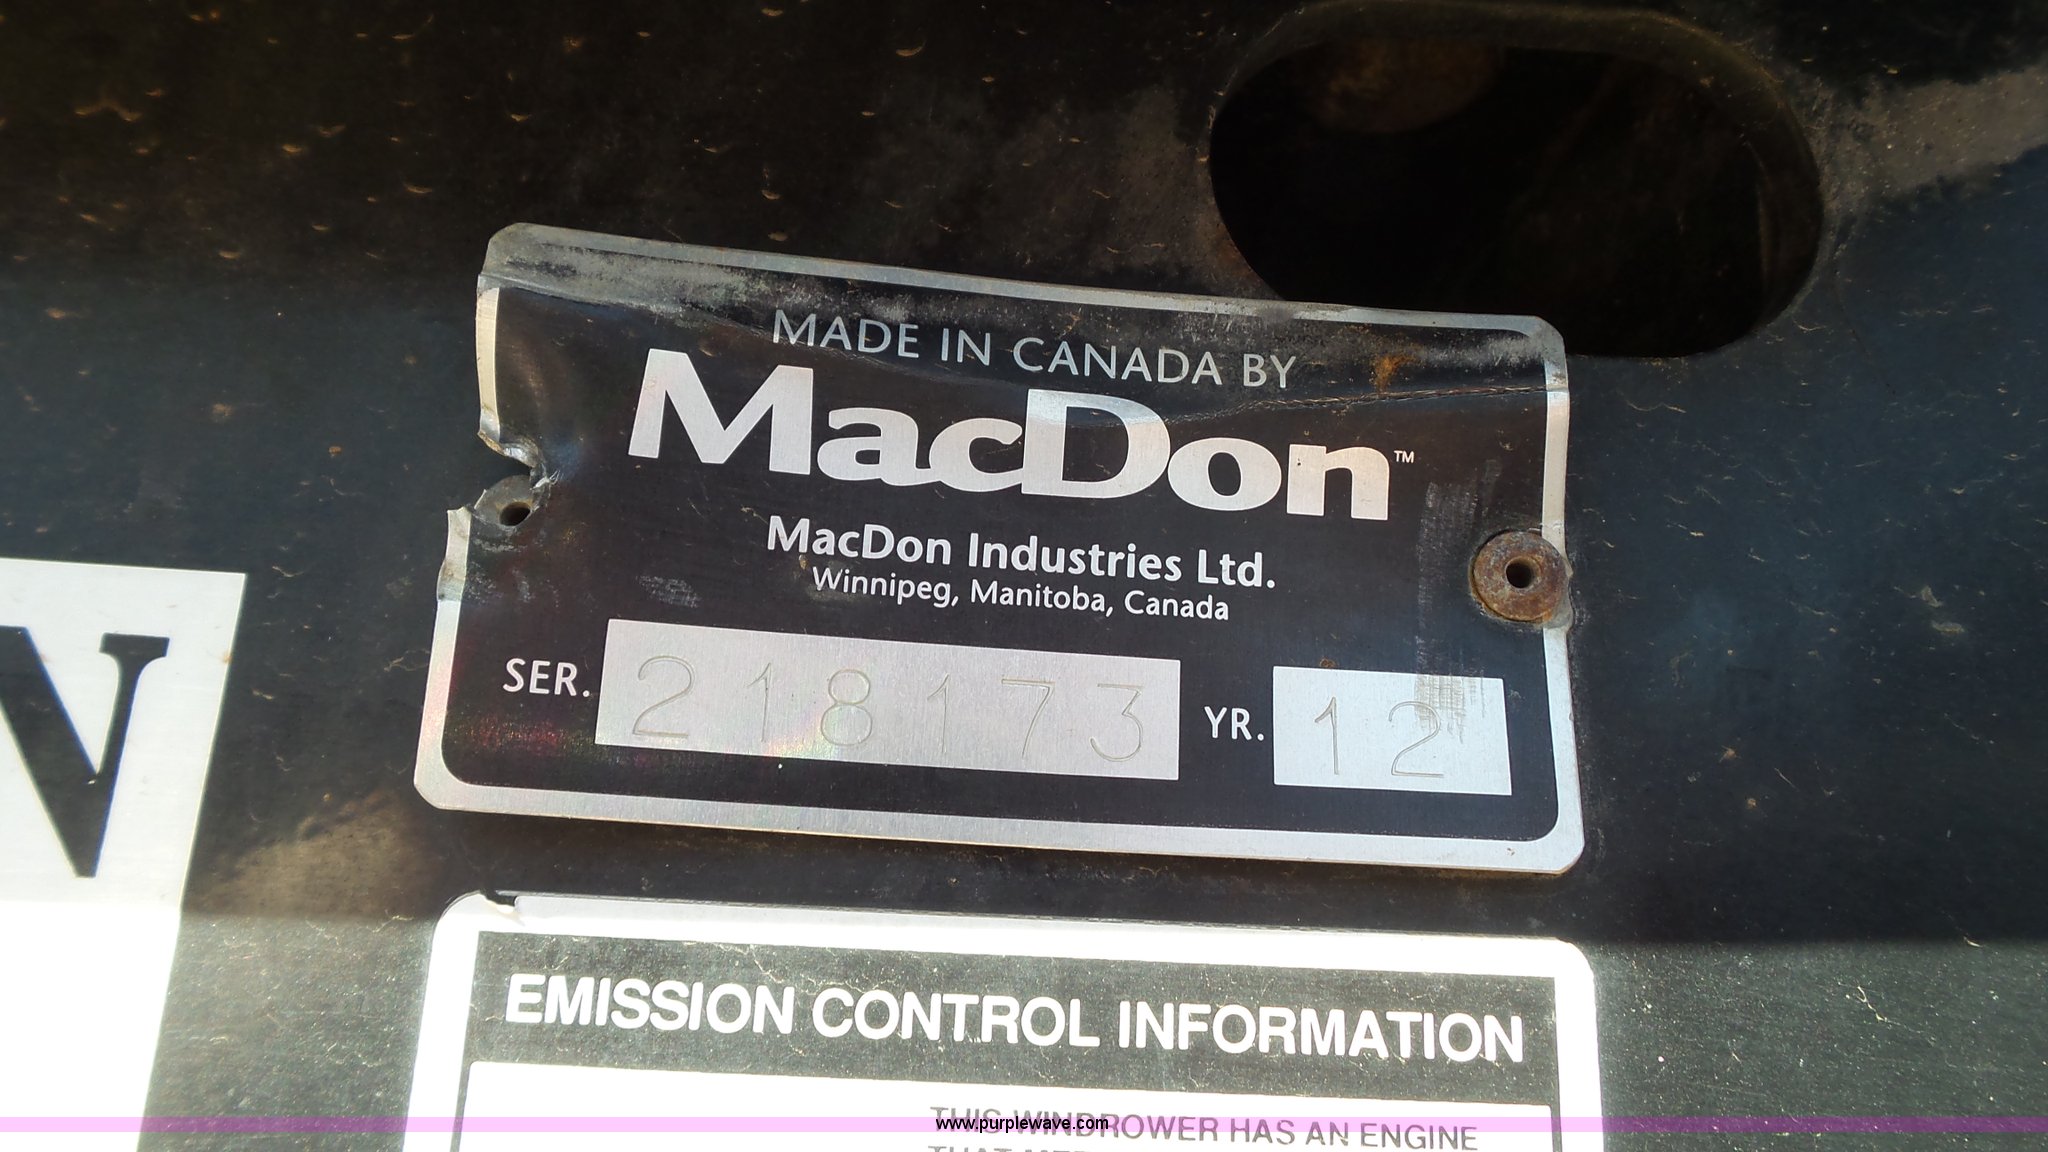 MADE IN CANADA BY
MacDon™
MacDon Industries Ltd.
Winnipeg, Manitoba, Canada
SER. 218173 YR. 12
N
EMISSION CONTROL INFORMATION
THIS WINDROWER HAS AN ENGINE
www.purplewave.com